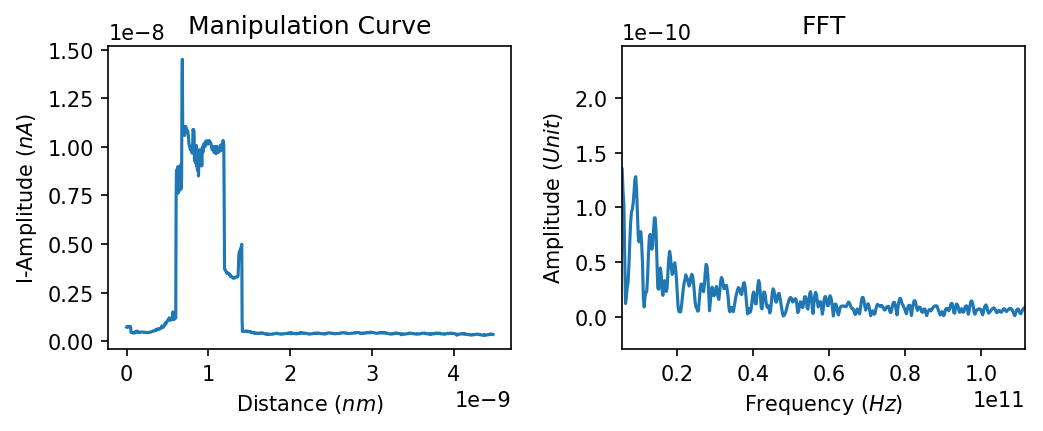 Manipulation Curve
1e−8
1.50
1.25
1.00
0.75
0.50
0.25
0.00
I-Amplitude (nA)
0 1 2 3 4
1e−9
Distance (nm)
FFT
1e−10
2.0
1.5
1.0
0.5
0.0
Amplitude (Unit)
0.2 0.4 0.6 0.8 1.0
1e11
Frequency (Hz)